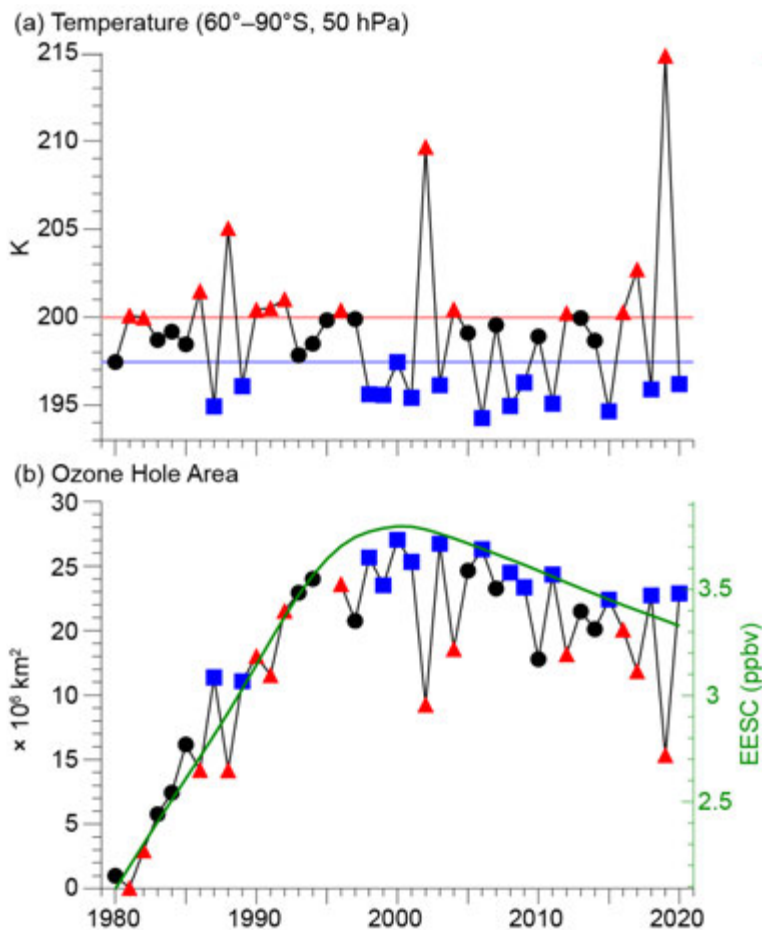 (a) Temperature (60°–90°S, 50 hPa)
215
210
205
K
200
195
(b) Ozone Hole Area
30
25
3.5
20
× 10⁶ km²
10
3
EESC (ppbv)
15
2.5
5
0
1980 1990 2000 2010 2020